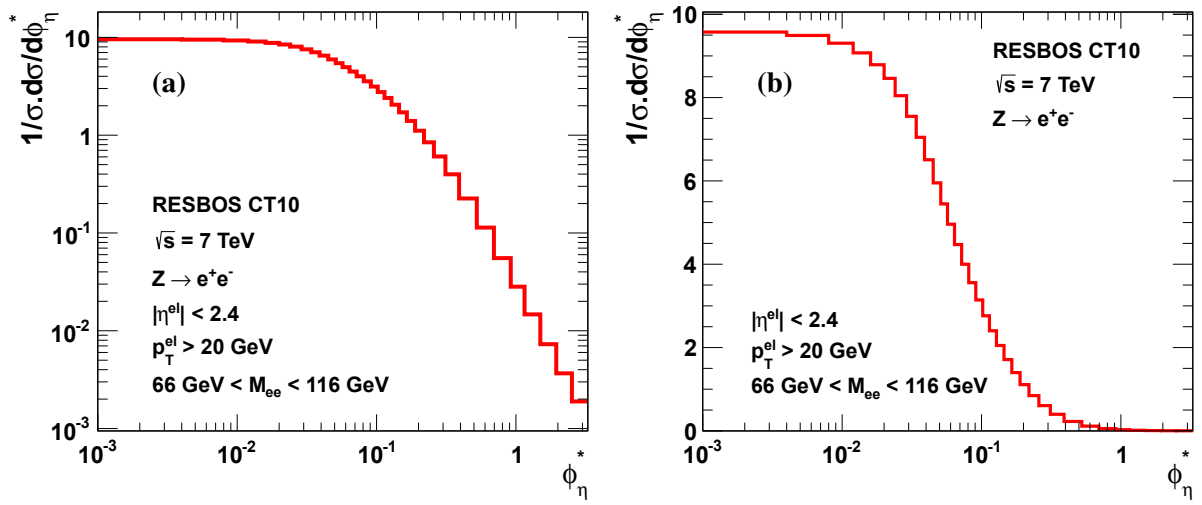 1/σ.dσ/dφ*η
10
1
10⁻¹
10⁻²
10⁻³
(a)
RESBOS CT10
√s = 7 TeV
Z → e⁺e⁻
|ηᵉˡ| < 2.4
pᵉˡT > 20 GeV
66 GeV < Mₑₑ < 116 GeV
10⁻³ 10⁻² 10⁻¹ 1
φ*η
1/σ.dσ/dφ*η
10
8
6
4
2
0
(b)
RESBOS CT10
√s = 7 TeV
Z → e⁺e⁻
|ηᵉˡ| < 2.4
pᵉˡT > 20 GeV
66 GeV < Mₑₑ < 116 GeV
10⁻³ 10⁻² 10⁻¹ 1
φ*η